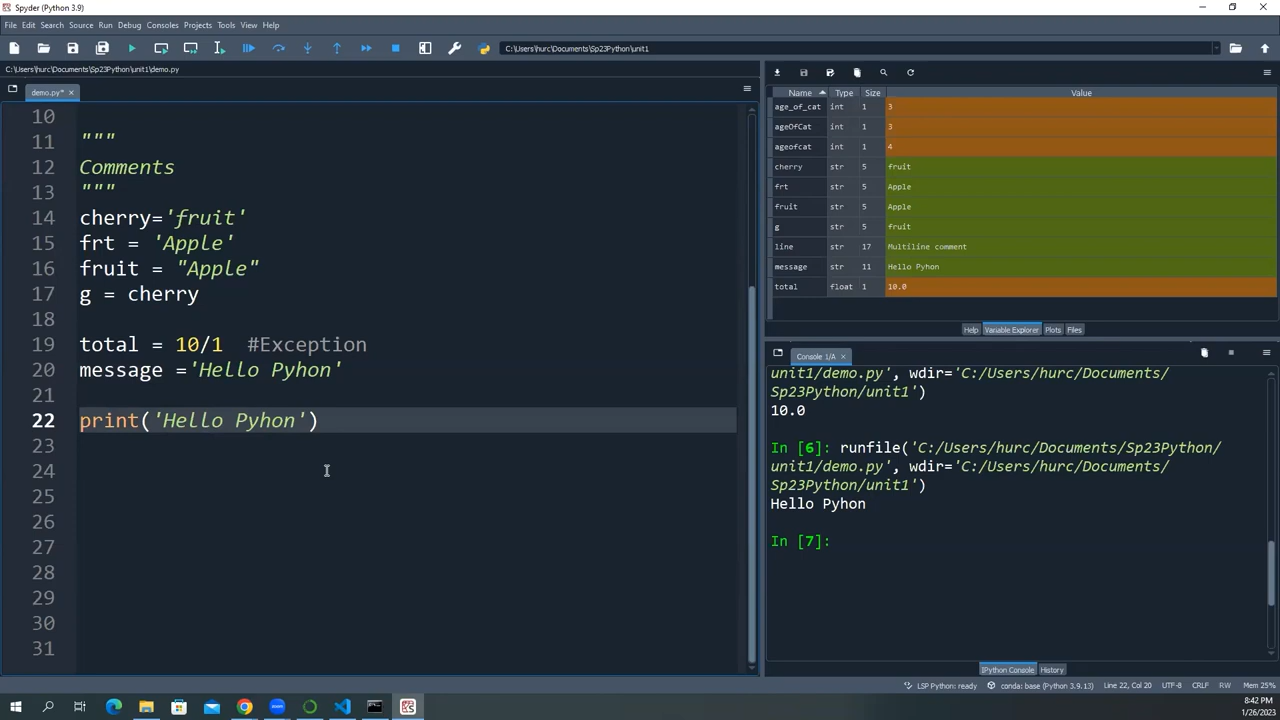 Spyder (Python 3.9)
File Edit Search Source Run Debug Consoles Projects Tools View Help
C:\Users\hurc\Documents\Sp23Python\unit1
C:\Users\hurc\Documents\Sp23Python\unit1\demo.py
demo.py*
10
11 """
12 Comments
13 """
14 cherry='fruit'
15 frt = 'Apple'
16 fruit = "Apple"
17 g = cherry
18
19 total = 10/1 #Exception
20 message ='Hello Pyhon'
21
22 print('Hello Pyhon')
23
24
25
26
27
28
29
30
31
Name Type Size Value
age_of_cat int 1 3
ageOfCat int 1 3
ageofcat int 1 4
cherry str 5 fruit
frt str 5 Apple
fruit str 5 Apple
g str 5 fruit
line str 17 Multiline comment
message str 11 Hello Pyhon
total float 1 10.0
Help Variable Explorer Plots Files
Console 1/A
unit1/demo.py', wdir='C:/Users/hurc/Documents/
Sp23Python/unit1')
10.0
In [6]: runfile('C:/Users/hurc/Documents/Sp23Python/
unit1/demo.py', wdir='C:/Users/hurc/Documents/
Sp23Python/unit1')
Hello Pyhon
In [7]:
IPython Console History
LSP Python: ready conda: base (Python 3.9.13) Line 22, Col 20 UTF-8 CRLF RW Mem 25%
8:42 PM
1/26/2023